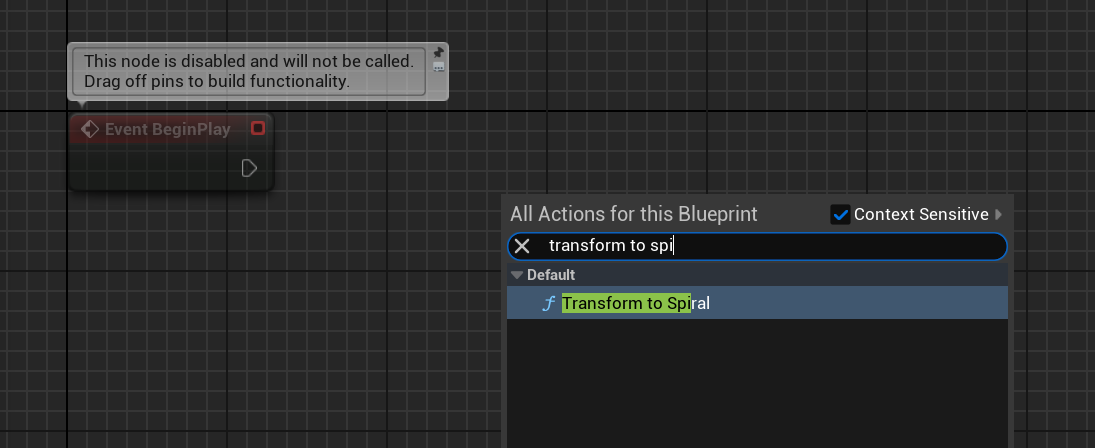 This node is disabled and will not be called.
Drag off pins to build functionality.
Event BeginPlay
All Actions for this Blueprint
Context Sensitive
transform to spi
Default
f Transform to Spiral